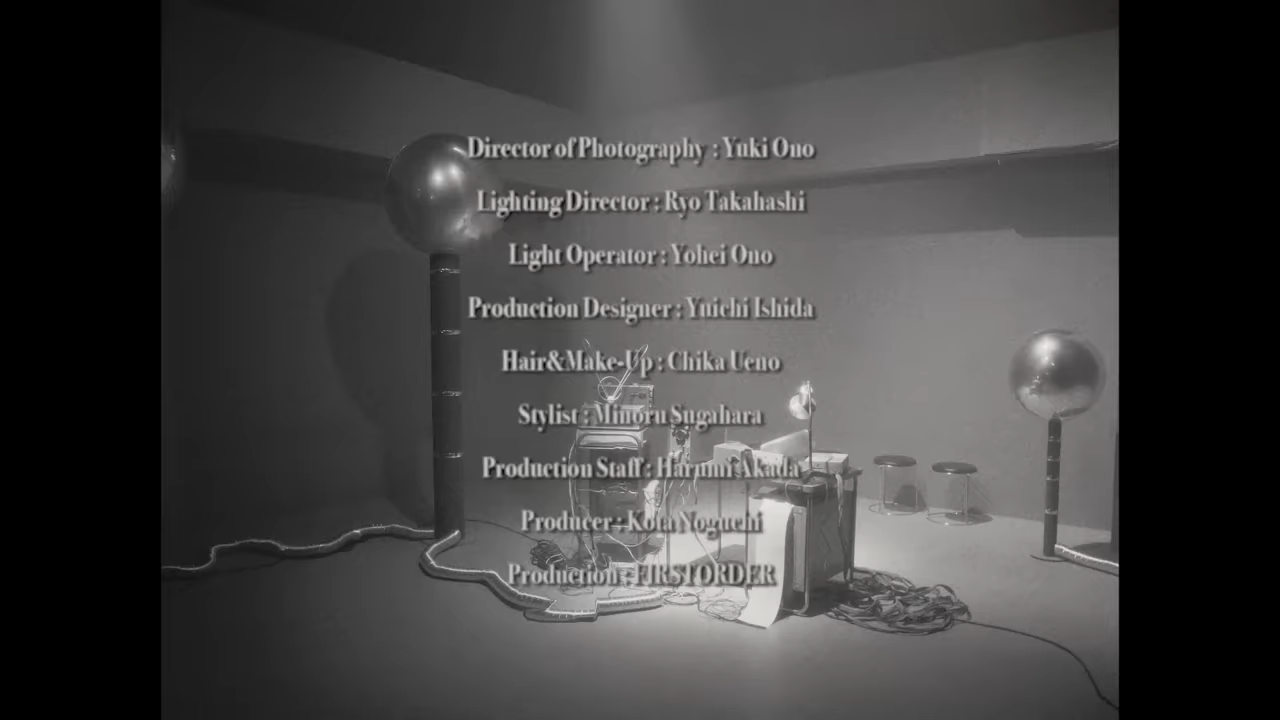 Director of Photography : Yuki Ono
Lighting Director : Ryo Takahashi
Light Operator : Yohei Ono
Production Designer : Yuichi Ishida
Hair&Make-Up : Chika Ueno
Stylist : Minoru Sugahara
Production Staff : Harumi Akada
Producer : Kota Noguchi
Production : FIRSTORDER